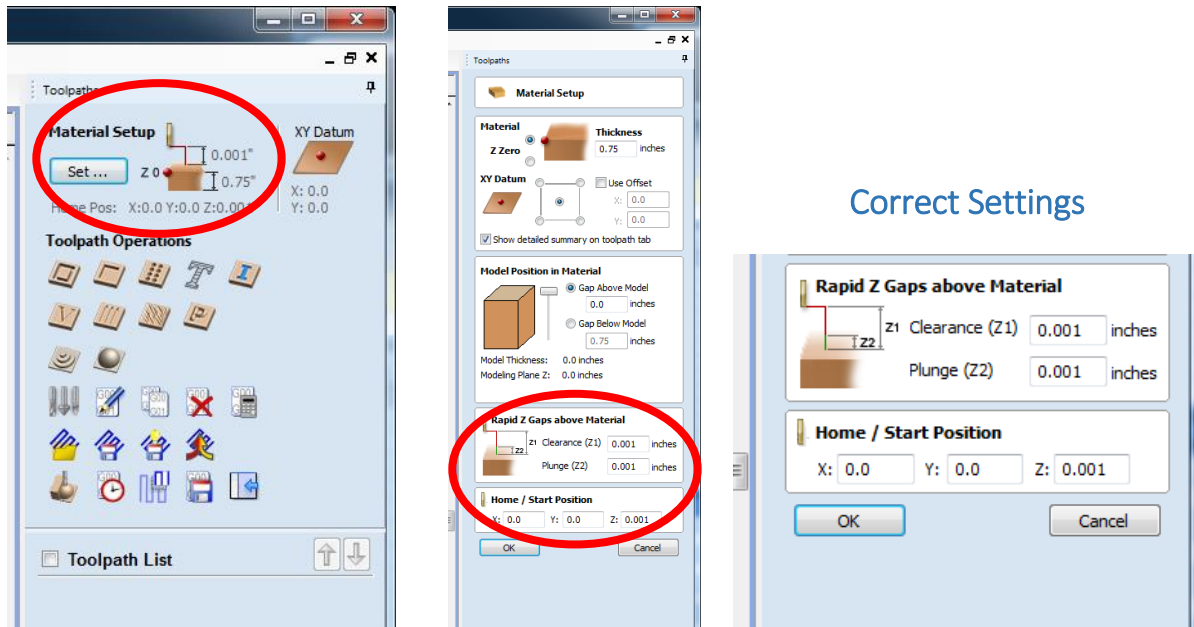 Toolpaths
Material Setup
XY Datum
Set ...
Z 0
0.001"
0.75"
Home Pos: X:0.0 Y:0.0 Z:0.001
X: 0.0
Y: 0.0
Toolpath Operations
Toolpath List
Toolpaths
Material Setup
Material
Thickness
Z Zero
0.75 inches
XY Datum
Use Offset
X: 0.0
Y: 0.0
Show detailed summary on toolpath tab
Model Position in Material
Gap Above Model
0.0 inches
Gap Below Model
0.75 inches
Model Thickness: 0.0 inches
Modeling Plane Z: 0.0 inches
Rapid Z Gaps above Material
Z1 Clearance (Z1) 0.001 inches
Z2
Plunge (Z2) 0.001 inches
Home / Start Position
X: 0.0 Y: 0.0 Z: 0.001
OK Cancel
Correct Settings
Rapid Z Gaps above Material
Z1 Clearance (Z1) 0.001 inches
Z2
Plunge (Z2) 0.001 inches
Home / Start Position
X: 0.0 Y: 0.0 Z: 0.001
OK Cancel